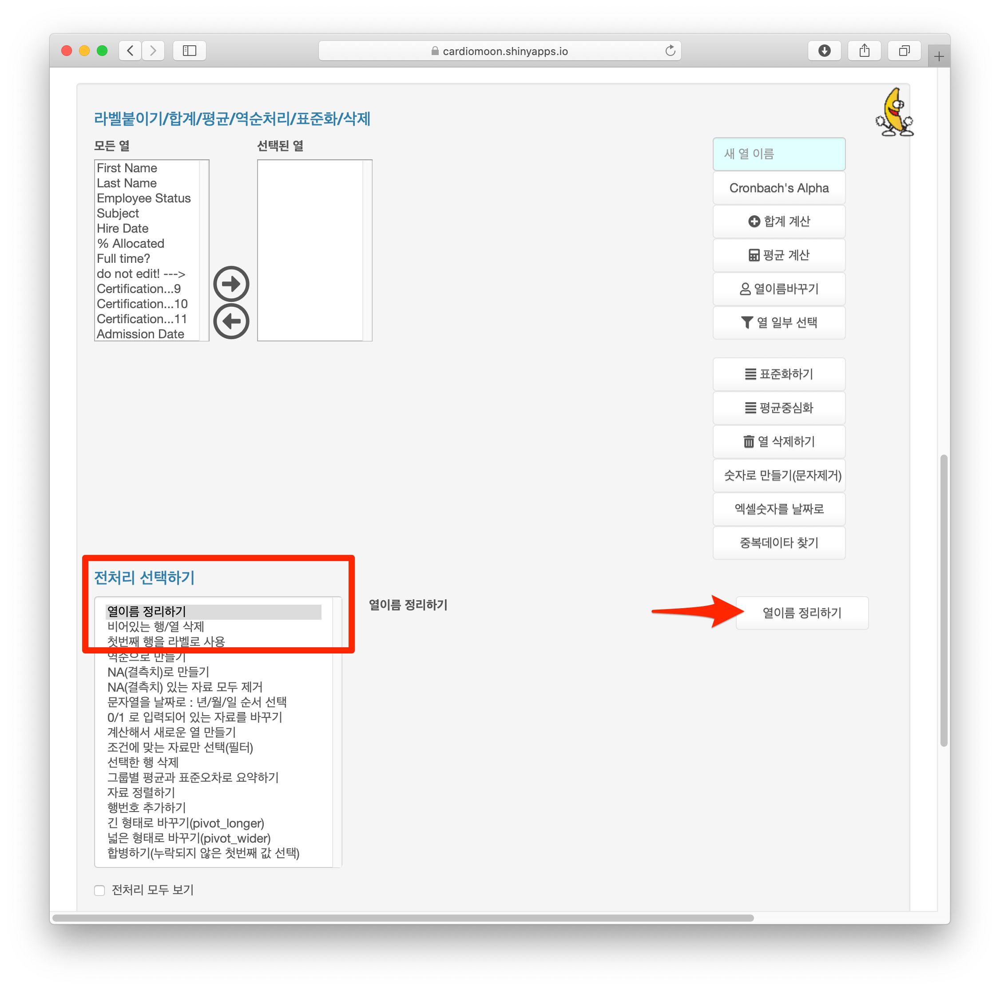 cardiomoon.shinyapps.io
라벨붙이기/합계/평균/역순처리/표준화/삭제
모든 열
선택된 열
First Name
Last Name
Employee Status
Subject
Hire Date
% Allocated
Full time?
do not edit! --->
Certification...9
Certification...10
Certification...11
Admission Date
새 열 이름
Cronbach's Alpha
합계 계산
평균 계산
열이름바꾸기
열 일부 선택
표준화하기
평균중심화
열 삭제하기
숫자로 만들기(문자제거)
엑셀숫자를 날짜로
중복데이타 찾기
전처리 선택하기
열이름 정리하기
비어있는 행/열 삭제
첫번째 행을 라벨로 사용
역순으로 만들기
NA(결측치)로 만들기
NA(결측치) 있는 자료 모두 제거
문자열을 날짜로 : 년/월/일 순서 선택
0/1 로 입력되어 있는 자료를 바꾸기
계산해서 새로운 열 만들기
조건에 맞는 자료만 선택(필터)
선택한 행 삭제
그룹별 평균과 표준오차로 요약하기
자료 정렬하기
행번호 추가하기
긴 형태로 바꾸기(pivot_longer)
넓은 형태로 바꾸기(pivot_wider)
합병하기(누락되지 않은 첫번째 값 선택)
열이름 정리하기
열이름 정리하기
전처리 모두 보기